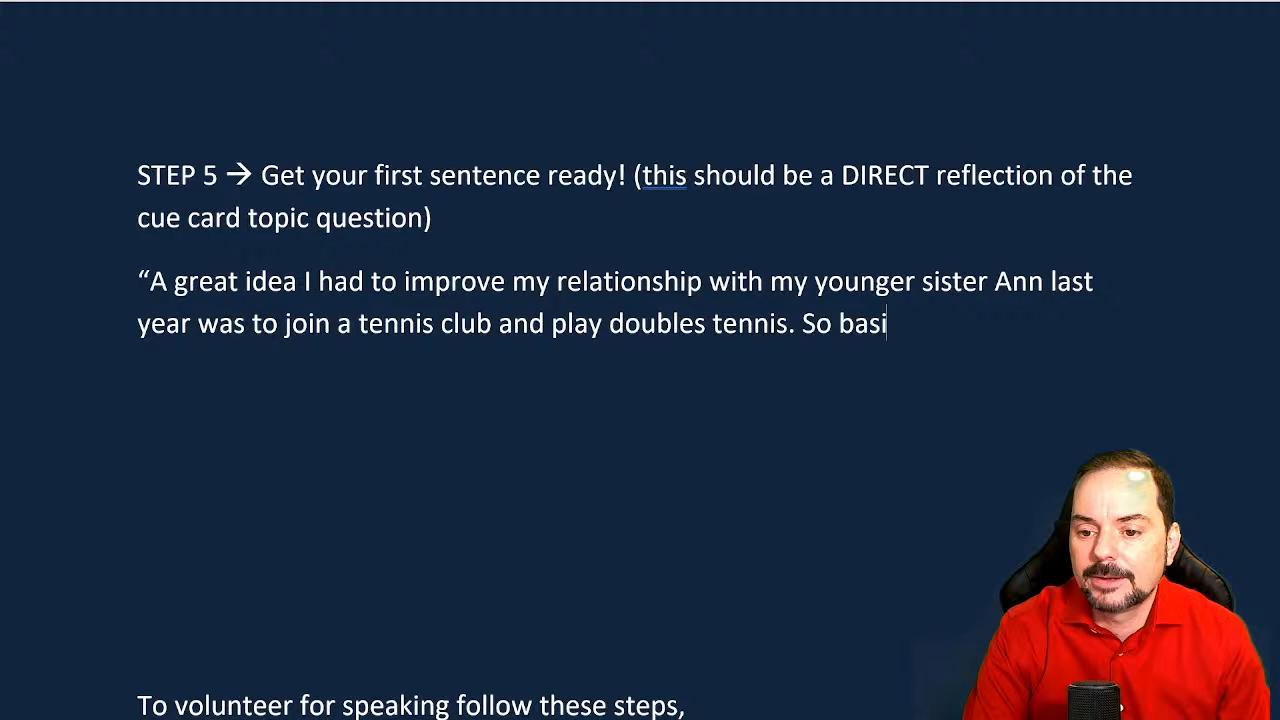 STEP 5 → Get your first sentence ready! (this should be a DIRECT reflection of the
cue card topic question)
“A great idea I had to improve my relationship with my younger sister Ann last
year was to join a tennis club and play doubles tennis. So basi
To volunteer for speaking follow these steps,